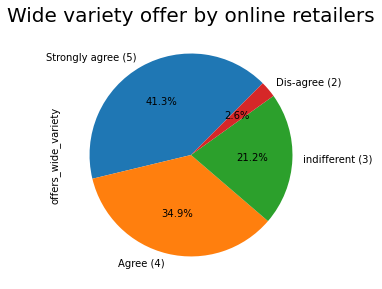 Wide variety offer by online retailers
Strongly agree (5)
Dis-agree (2)
41.3%
2.6%
offers_wide_variety
21.2%
indifferent (3)
34.9%
Agree (4)